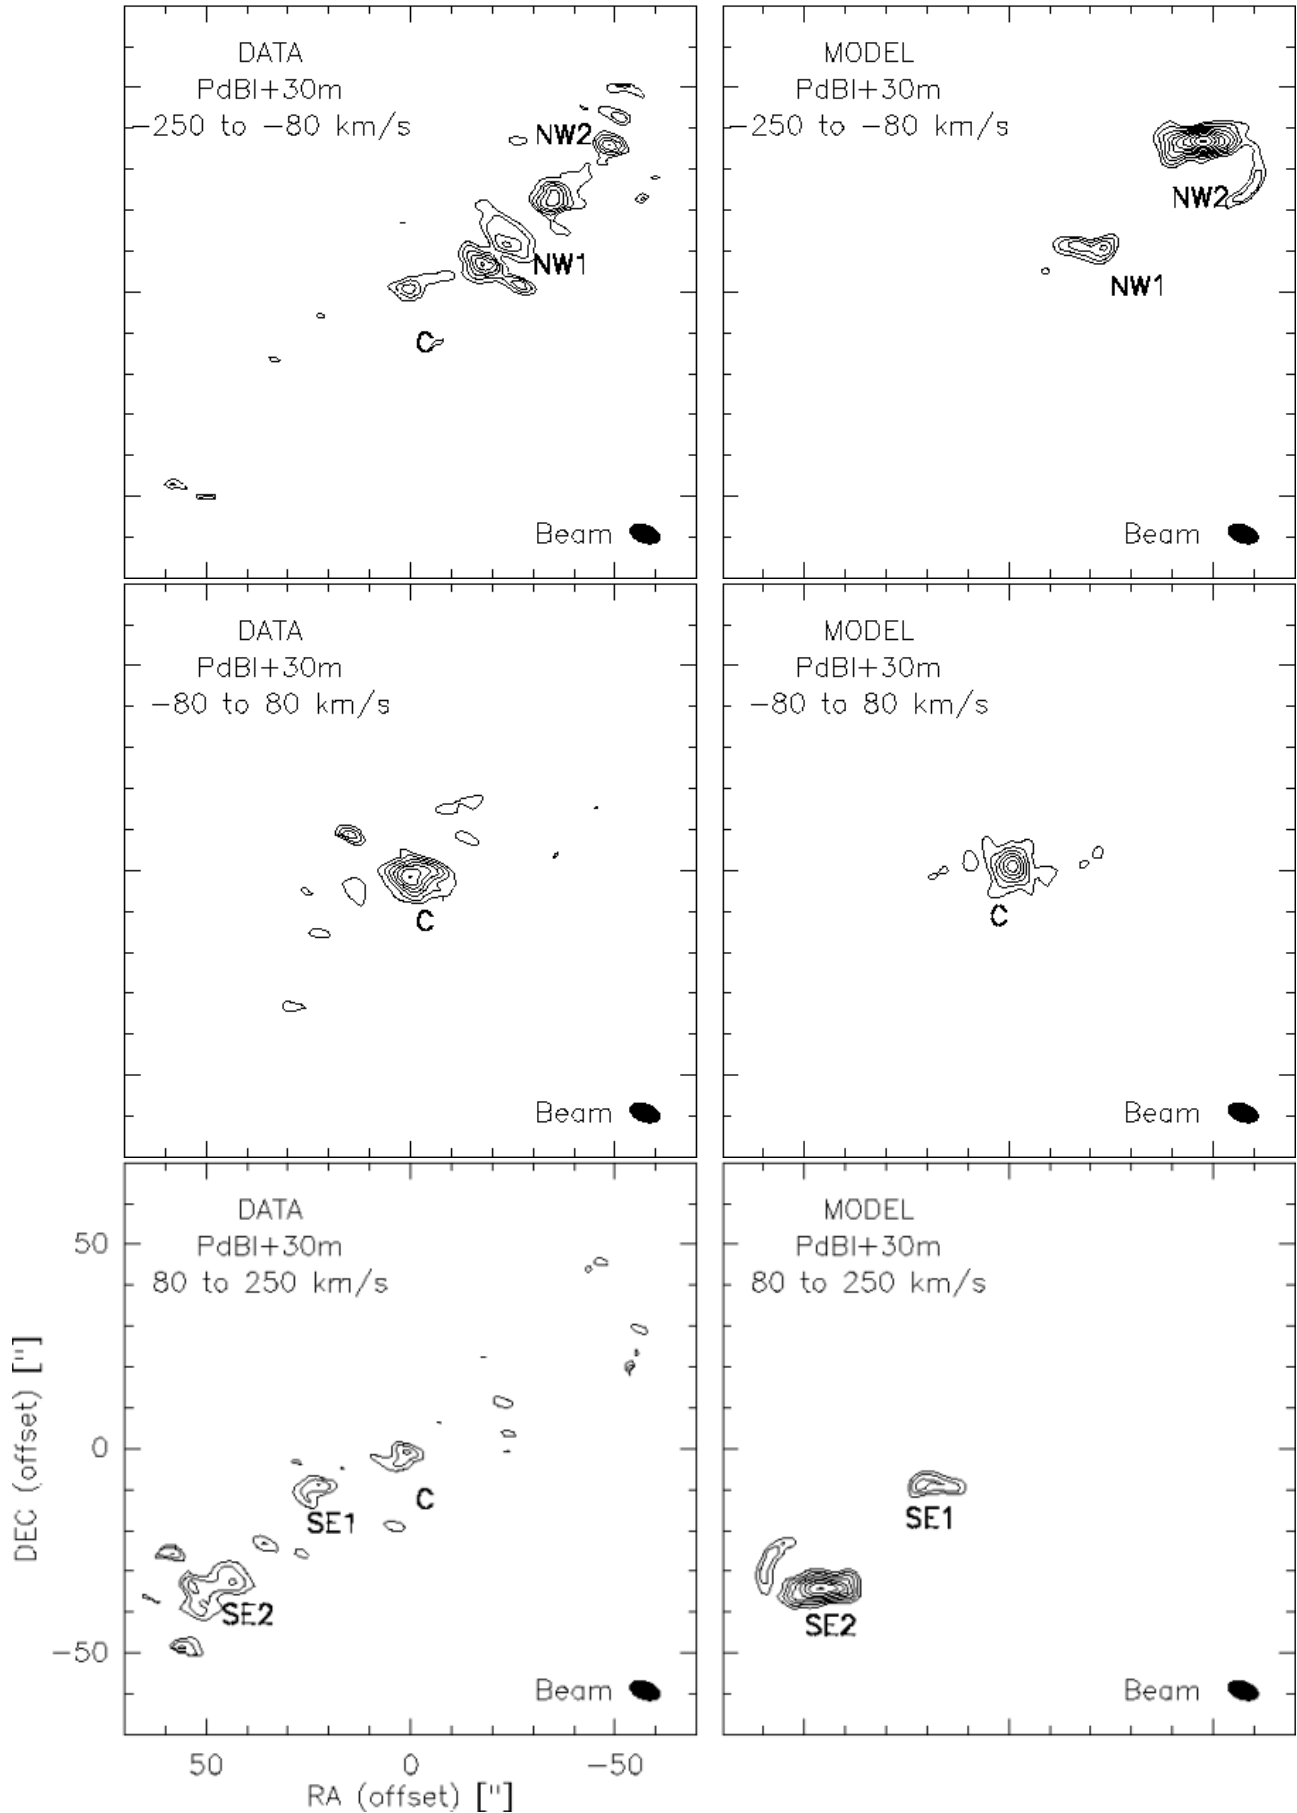 DATA
PdBI+30m
−250 to −80 km/s
NW2
NW1
C
Beam
MODEL
PdBI+30m
−250 to −80 km/s
NW2
NW1
Beam
DATA
PdBI+30m
−80 to 80 km/s
C
Beam
MODEL
PdBI+30m
−80 to 80 km/s
C
Beam
DATA
PdBI+30m
80 to 250 km/s
C
SE1
SE2
Beam
50
0
−50
DEC (offset) ["]
50
0
−50
RA (offset) ["]
MODEL
PdBI+30m
80 to 250 km/s
SE1
SE2
Beam